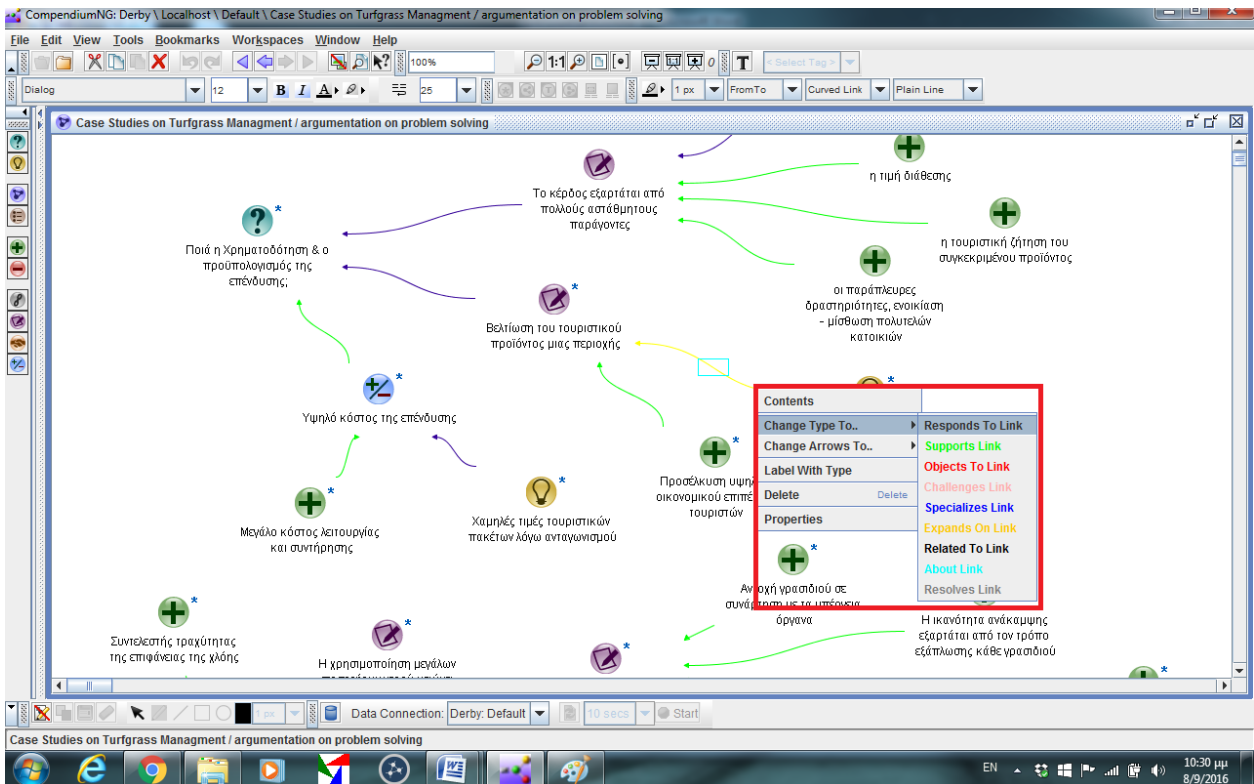 CompendiumNG: Derby \ Localhost \ Default \ Case Studies on Turfgrass Managment / argumentation on problem solving
File Edit View Tools Bookmarks Workspaces Window Help
100%
1:1
0
T
< Select Tag >
Dialog
12
B I A
25
1 px
FromTo
Curved Link
Plain Line
Case Studies on Turfgrass Managment / argumentation on problem solving
η τιμή διάθεσης
Το κέρδος εξαρτάται από
πολλούς αστάθμητους
παράγοντες
Ποιά η Χρηματοδότηση & ο
προϋπολογισμός της
επένδυσης;
η τουριστική ζήτηση του
συγκεκριμένου προϊόντος
οι παράπλευρες
δραστηριότητες, ενοικίαση
- μίσθωση πολυτελών
κατοικιών
Βελτίωση του τουριστικού
προϊόντος μιας περιοχής
Υψηλό κόστος της επένδυσης
Contents
Change Type To..
Change Arrows To..
Label With Type
Delete Delete
Properties
Responds To Link
Supports Link
Objects To Link
Challenges Link
Specializes Link
Expands On Link
Related To Link
About Link
Resolves Link
Προσέλκυση
οικονομικού
τουριστών
Μεγάλο κόστος λειτουργίας
και συντήρησης
Χαμηλές τιμές τουριστικών
πακέτων λόγω ανταγωνισμού
Αντοχή γρασιδιού σε
συνάρτηση με τα υπέργεια
όργανα
Η ικανότητα ανάκαμψης
εξαρτάται από τον τρόπο
εξάπλωσης κάθε γρασιδιού
Συντελεστής τραχύτητας
της επιφάνειας της χλόης
Η χρησιμοποίηση μεγάλων
1 px
Data Connection: Derby: Default
10 secs
Start
Case Studies on Turfgrass Managment / argumentation on problem solving
EN
10:30 μμ
8/9/2016